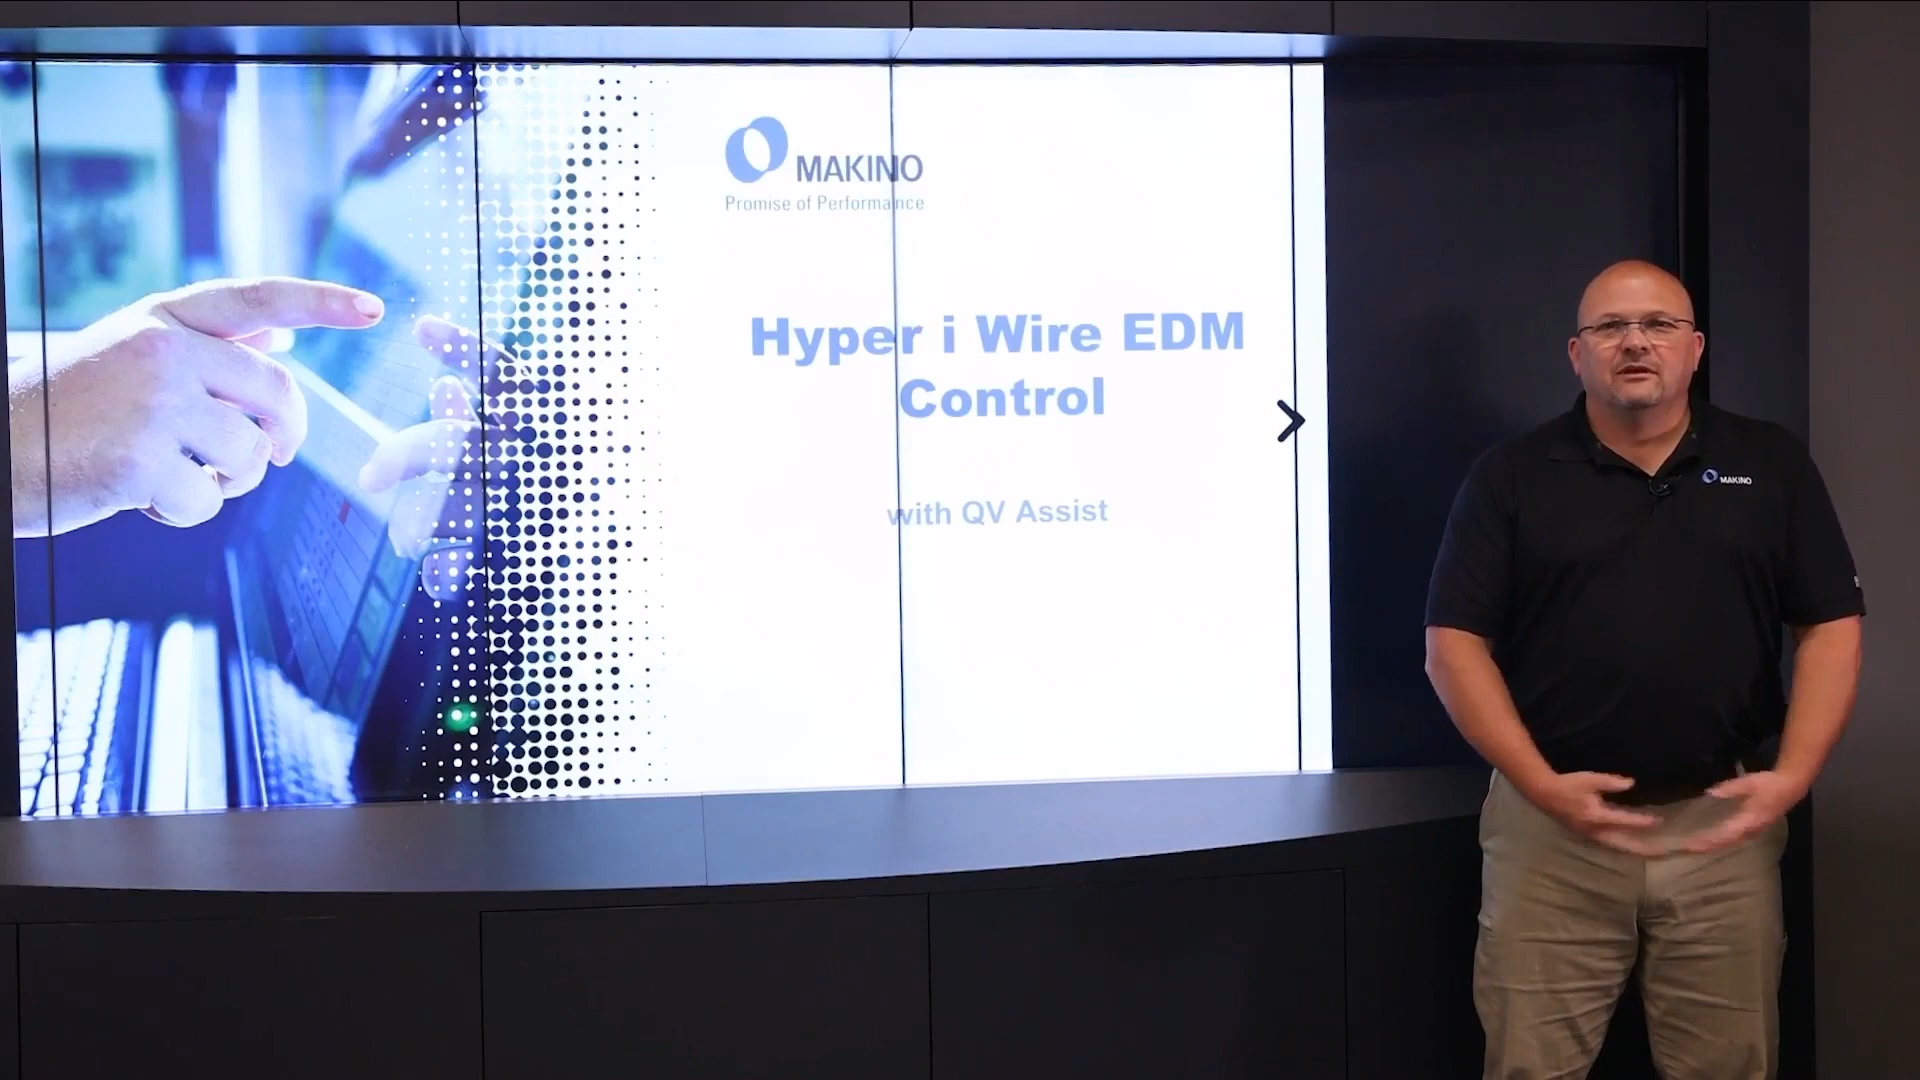 MAKINO
Promise of Performance
Hyper i Wire EDM
Control
with QV Assist
MAKINO